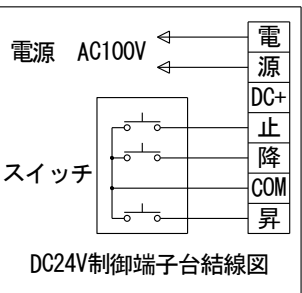 電源 AC100V
電
源
DC+
止
降
COM
昇
スイッチ
DC24V制御端子台結線図